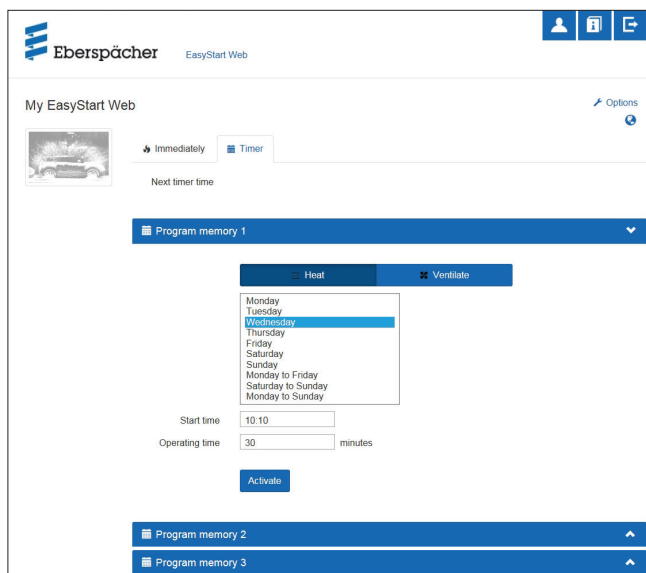 Eberspächer
EasyStart Web
My EasyStart Web
Options
Immediately
Timer
Next timer time
Program memory 1
Heat
Ventilate
Monday
Tuesday
Wednesday
Thursday
Friday
Saturday
Sunday
Monday to Friday
Saturday to Sunday
Monday to Sunday
Start time 10:10
Operating time 30 minutes
Activate
Program memory 2
Program memory 3